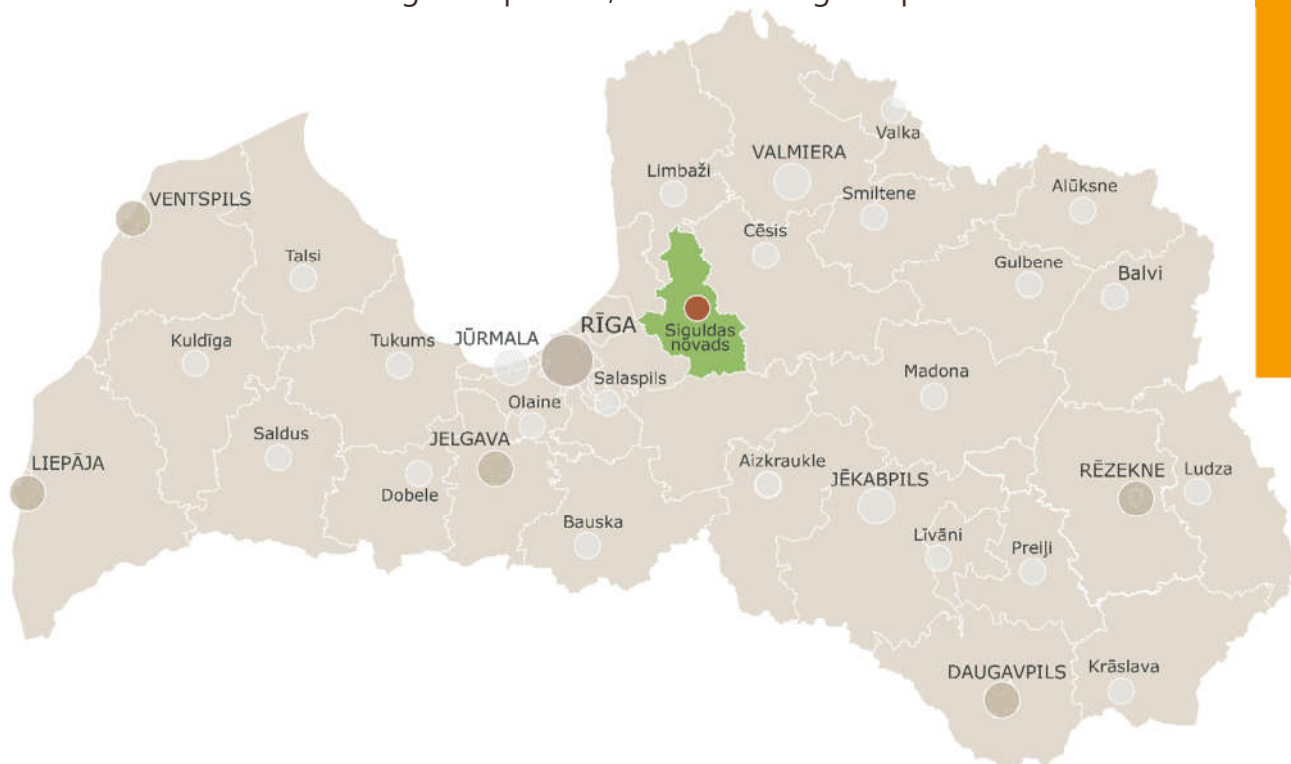 Valka
VALMIERA
Limbaži
Alūksne
Smiltene
VENTSPILS
Cēsis
Talsi
Gulbene
Balvi
RĪGA
Siguldas
novads
JŪRMALA
Kuldīga
Tukums
Salaspils
Madona
Olaine
Saldus
JELGAVA
LIEPĀJA
Aizkraukle
JĒKABPILS
RĒZEKNE
Ludza
Dobele
Bauska
Līvāni
Preiļi
DAUGAVPILS
Krāslava